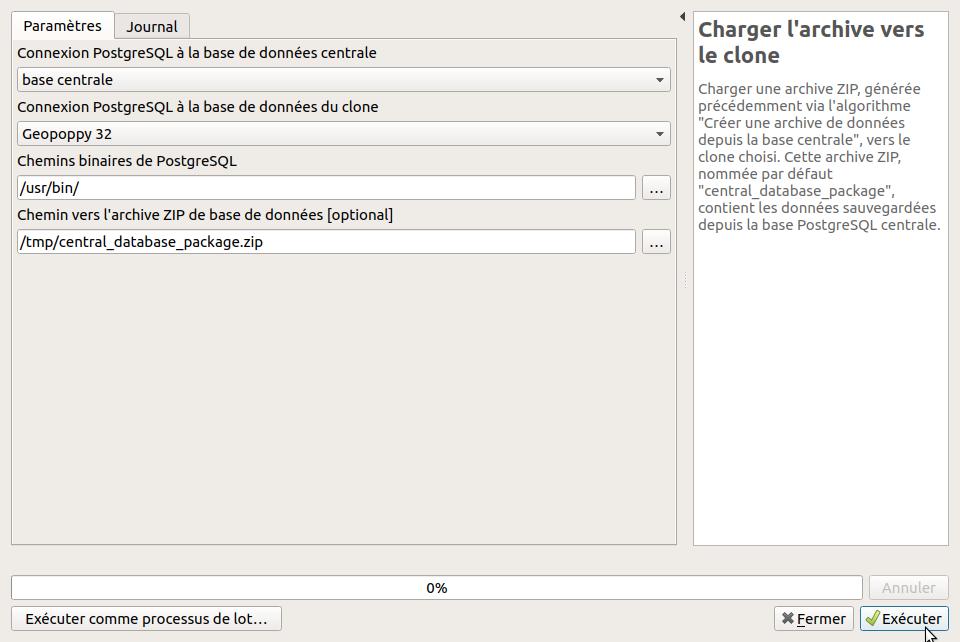 Paramètres
Journal
Connexion PostgreSQL à la base de données centrale
base centrale
Connexion PostgreSQL à la base de données du clone
Geopoppy 32
Chemins binaires de PostgreSQL
/usr/bin/
...
Chemin vers l'archive ZIP de base de données [optional]
/tmp/central_database_package.zip
...
Charger l'archive vers
le clone
Charger une archive ZIP, générée
précédemment via l'algorithme
"Créer une archive de données
depuis la base centrale", vers le
clone choisi. Cette archive ZIP,
nommée par défaut
"central_database_package",
contient les données sauvegardées
depuis la base PostgreSQL centrale.
0%
Annuler
Exécuter comme processus de lot...
Fermer
Exécuter